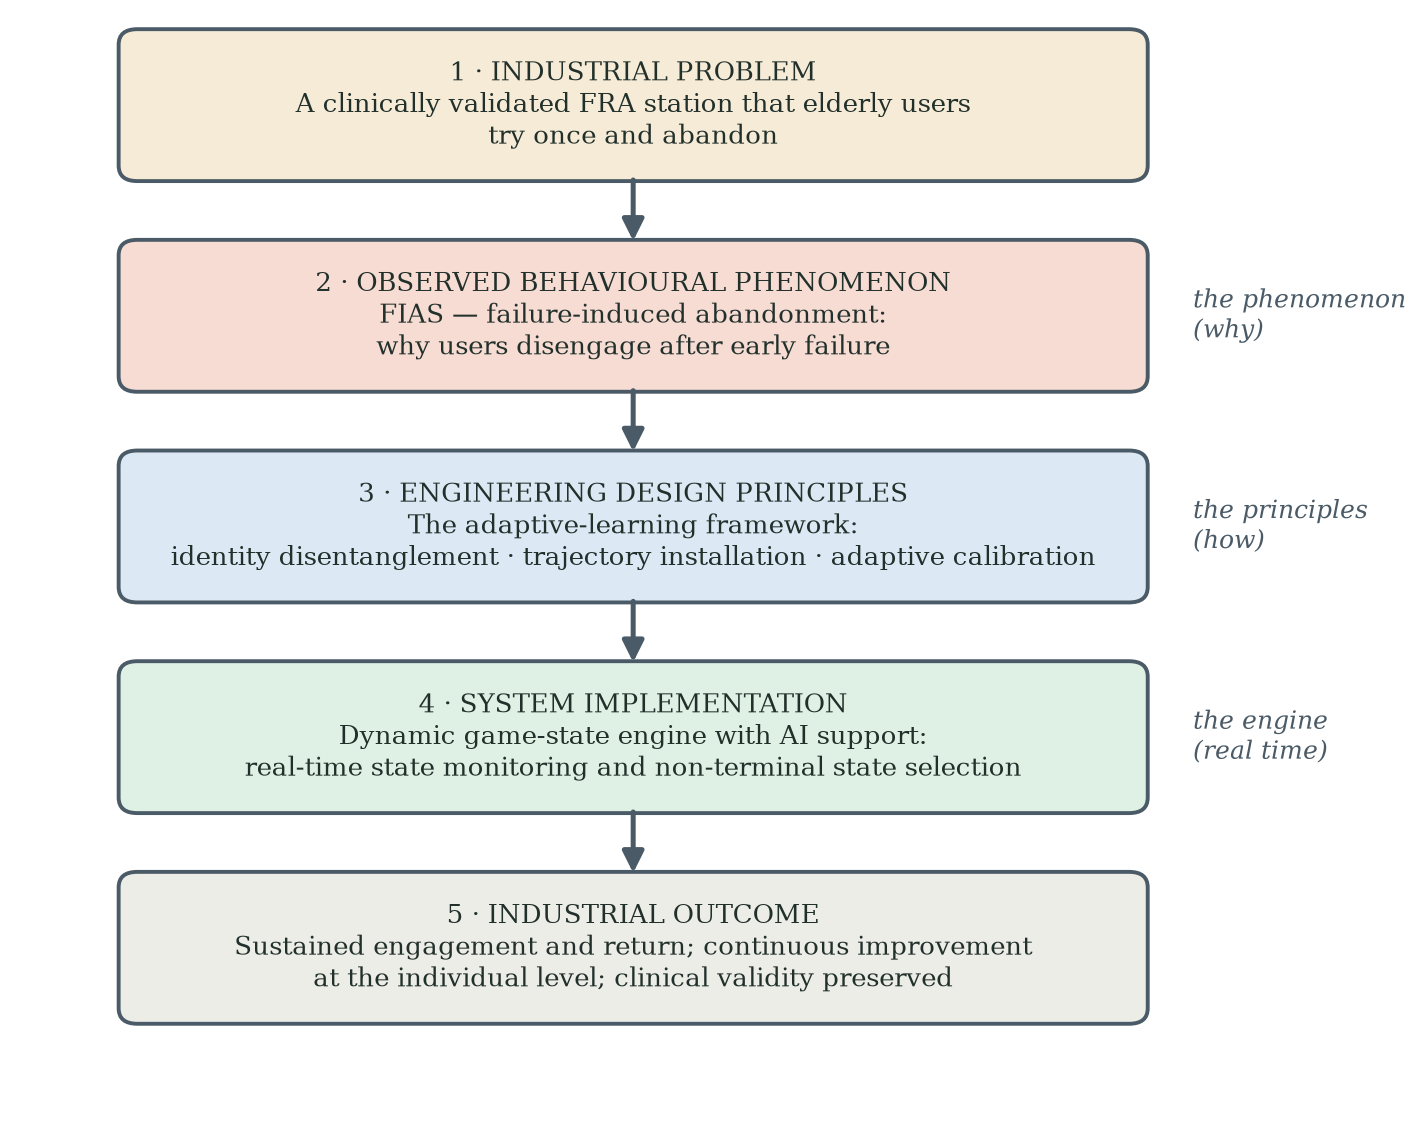 1 · INDUSTRIAL PROBLEM
A clinically validated FRA station that elderly users
try once and abandon
2 · OBSERVED BEHAVIOURAL PHENOMENON
FIAS — failure-induced abandonment:
why users disengage after early failure
the phenomenon
(why)
3 · ENGINEERING DESIGN PRINCIPLES
The adaptive-learning framework:
identity disentanglement · trajectory installation · adaptive calibration
the principles
(how)
4 · SYSTEM IMPLEMENTATION
Dynamic game-state engine with AI support:
real-time state monitoring and non-terminal state selection
the engine
(real time)
5 · INDUSTRIAL OUTCOME
Sustained engagement and return; continuous improvement
at the individual level; clinical validity preserved